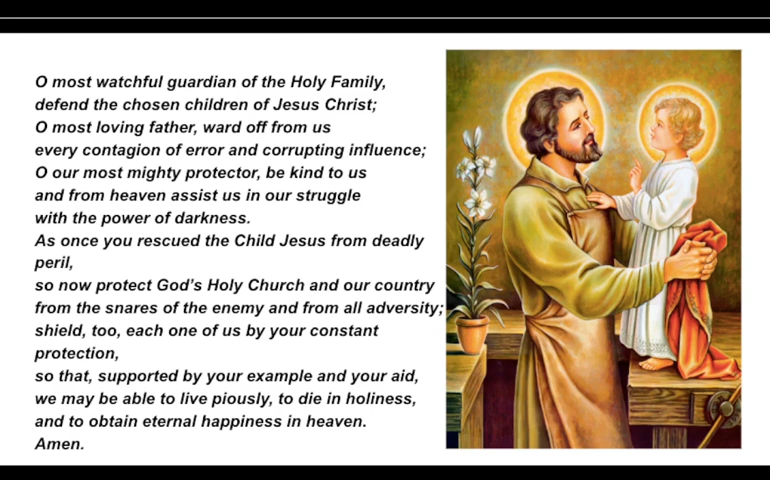 O most watchful guardian of the Holy Family,
defend the chosen children of Jesus Christ;
O most loving father, ward off from us
every contagion of error and corrupting influence;
O our most mighty protector, be kind to us
and from heaven assist us in our struggle
with the power of darkness.
As once you rescued the Child Jesus from deadly
peril,
so now protect God’s Holy Church and our country
from the snares of the enemy and from all adversity;
shield, too, each one of us by your constant
protection,
so that, supported by your example and your aid,
we may be able to live piously, to die in holiness,
and to obtain eternal happiness in heaven.
Amen.